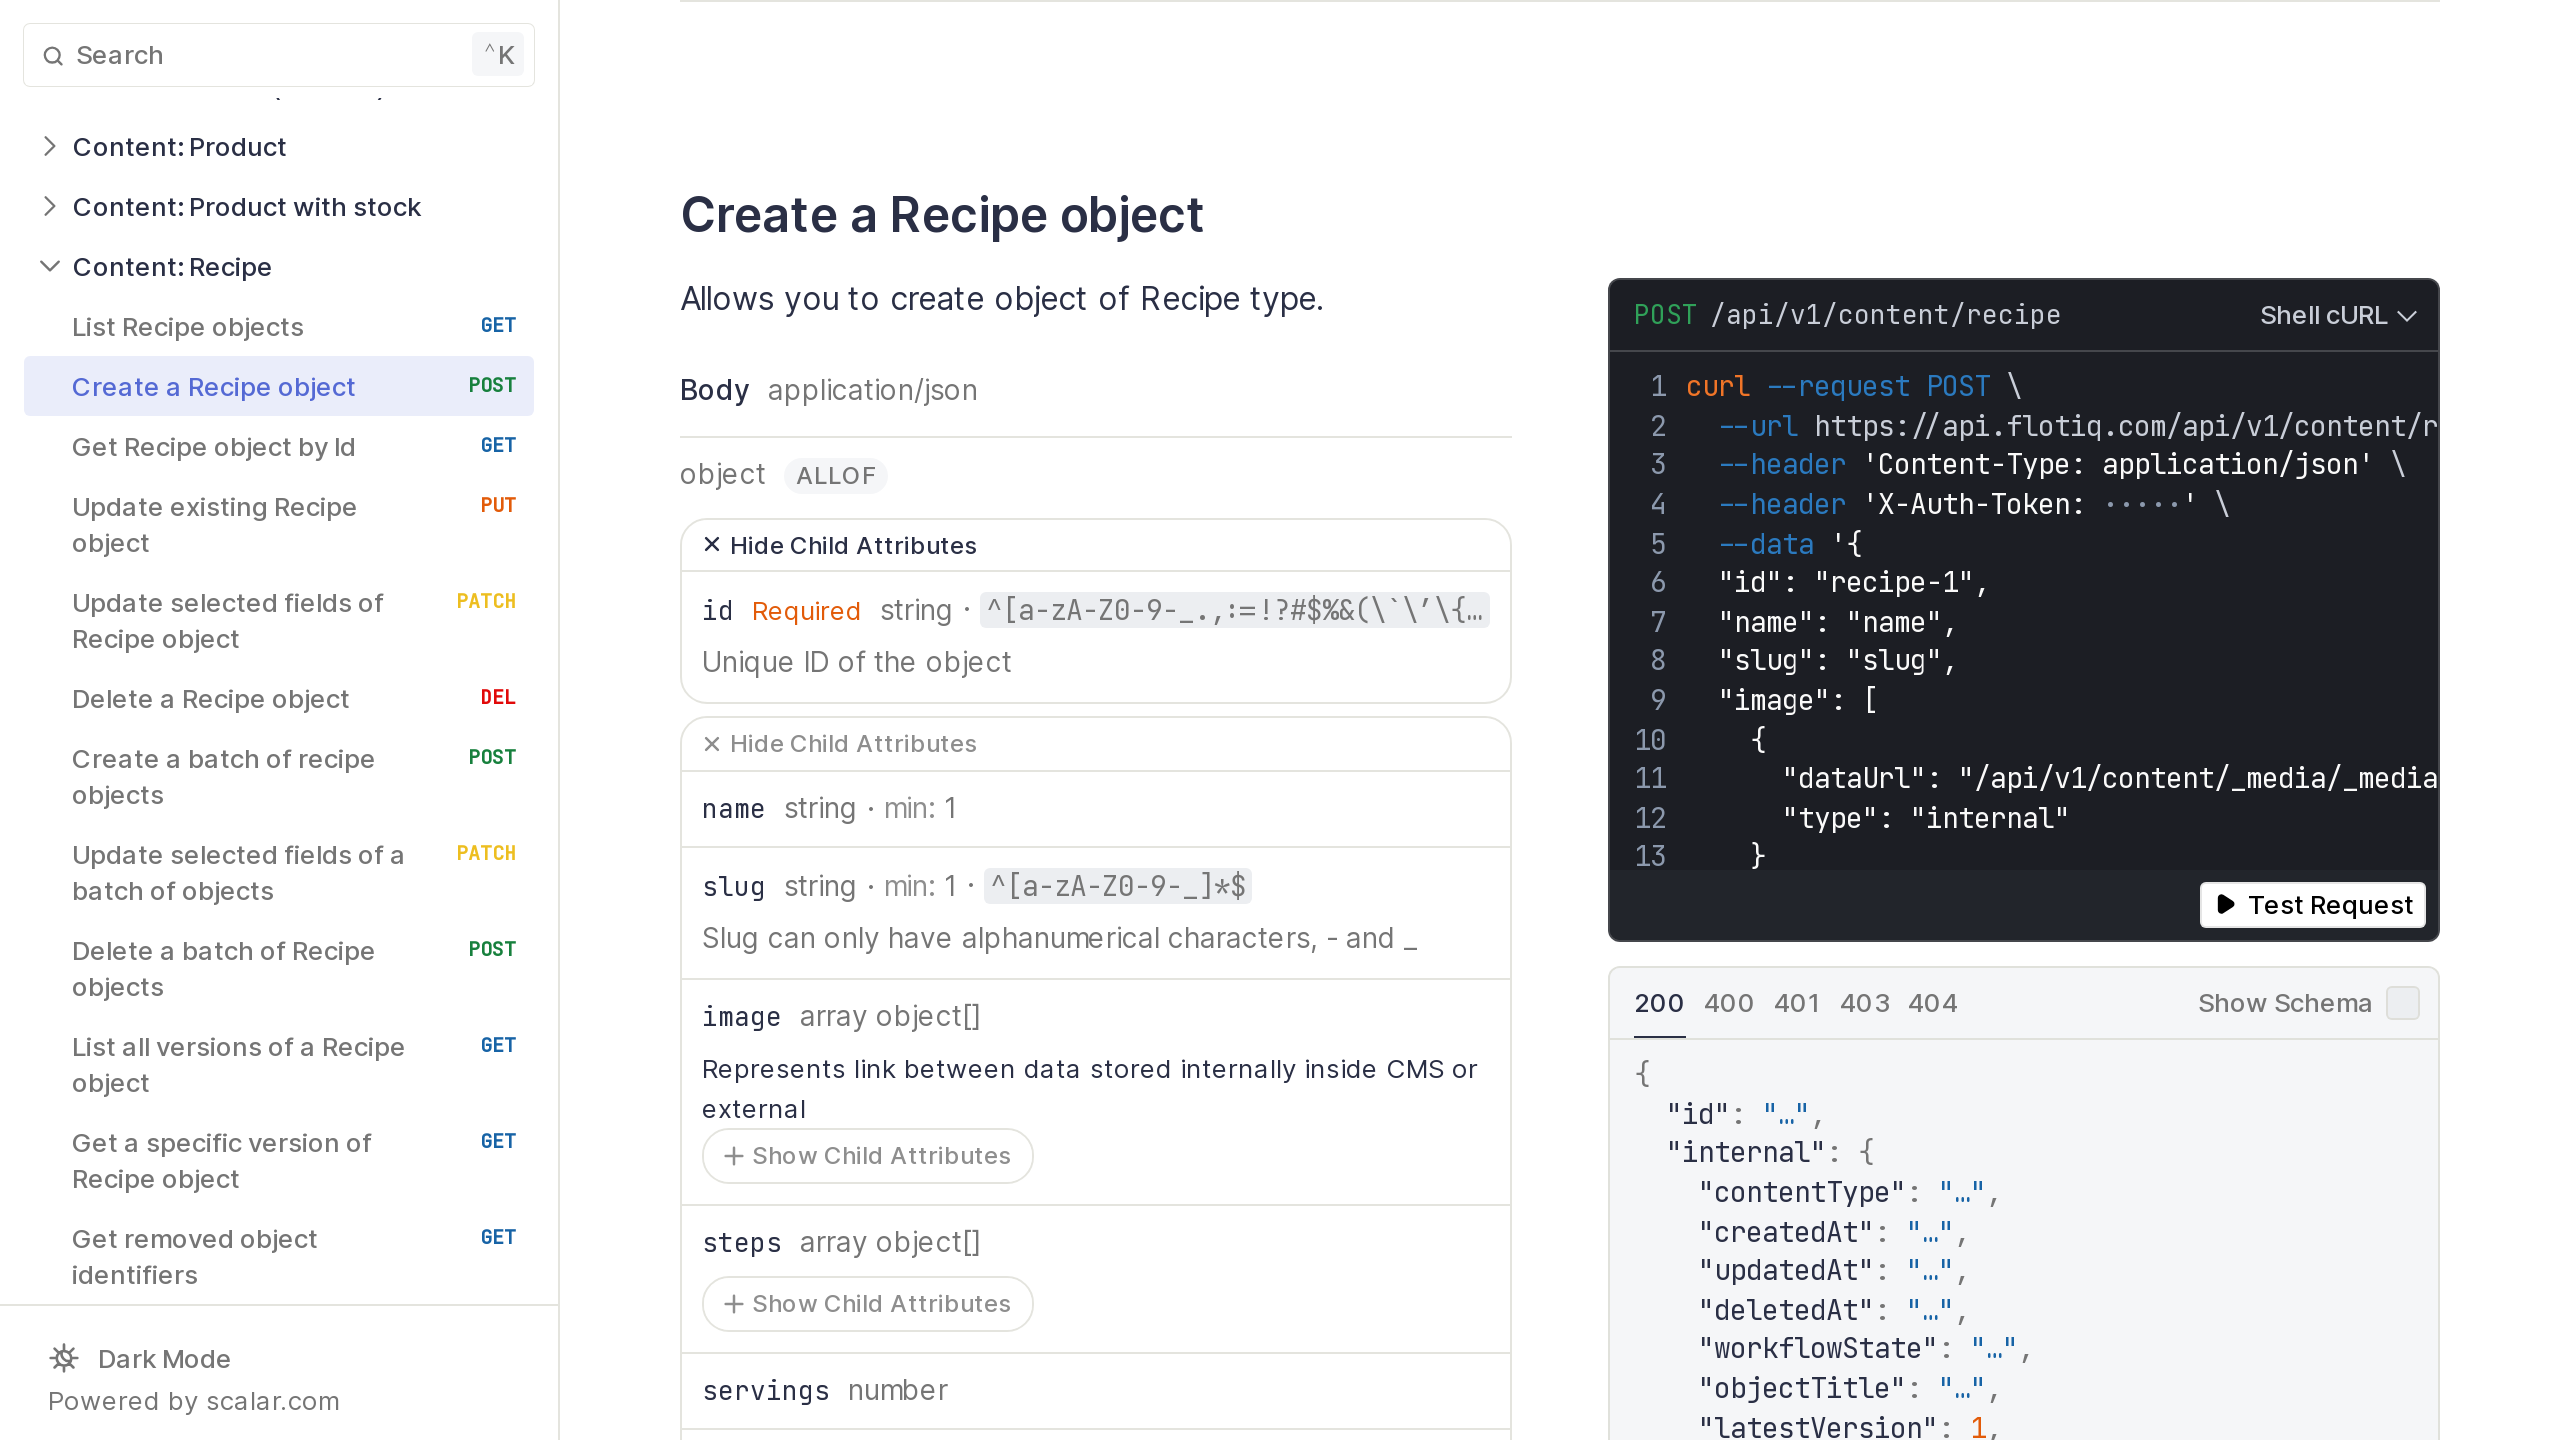 Search
^K
Content: Product
Content: Product with stock
Content: Recipe
List Recipe objects GET
Create a Recipe object POST
Get Recipe object by Id GET
Update existing Recipe PUT
object
Update selected fields of PATCH
Recipe object
Delete a Recipe object DEL
Create a batch of recipe POST
objects
Update selected fields of a PATCH
batch of objects
Delete a batch of Recipe POST
objects
List all versions of a Recipe GET
object
Get a specific version of GET
Recipe object
Get removed object GET
identifiers
Dark Mode
Powered by scalar.com
Create a Recipe object
Allows you to create object of Recipe type.
Body application/json
object ALLOF
Hide Child Attributes
id Required string · ^[a-zA-Z0-9-_.,:=!?#$%&(\`\’\{…
Unique ID of the object
Hide Child Attributes
name string · min: 1
slug string · min: 1 · ^[a-zA-Z0-9-_]*$
Slug can only have alphanumerical characters, - and _
image array object[]
Represents link between data stored internally inside CMS or
external
Show Child Attributes
steps array object[]
Show Child Attributes
servings number
POST /api/v1/content/recipe Shell cURL
1 curl --request POST \
2 --url https://api.flotiq.com/api/v1/content/r
3 --header 'Content-Type: application/json' \
4 --header 'X-Auth-Token: ·····' \
5 --data '{
6 "id": "recipe-1",
7 "name": "name",
8 "slug": "slug",
9 "image": [
10 {
11 "dataUrl": "/api/v1/content/_media/_media
12 "type": "internal"
13 }
Test Request
200 400 401 403 404 Show Schema
{
"id": "…",
"internal": {
"contentType": "…",
"createdAt": "…",
"updatedAt": "…",
"deletedAt": "…",
"workflowState": "…",
"objectTitle": "…",
"latestVersion": 1,